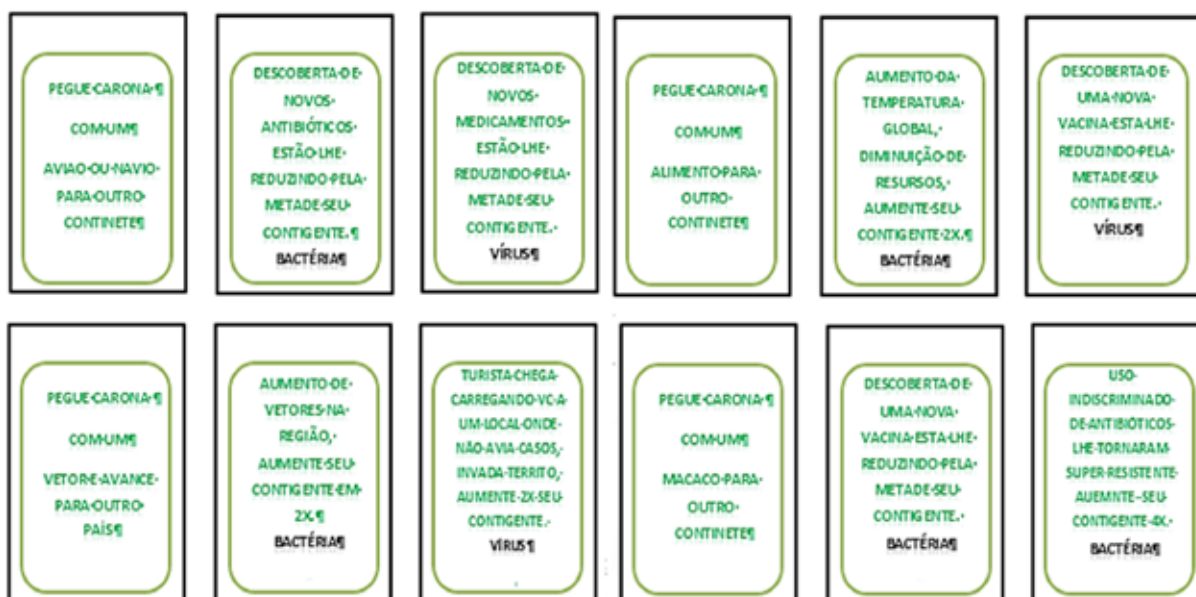 PEGUE·CARONA·¶
COM·UM¶
AVIAO·OU·NAVIO·
PARA·OUTRO·
CONTINETE¶
DESCOBERTA·DE·
NOVOS·
ANTIBIÓTICOS·
ESTÃO·LHE·
REDUZINDO·PELA·
METADE·SEU·
CONTIGENTE.¶
BACTÉRIA¶
DESCOBERTA·DE·
NOVOS·
MEDICAMENTOS·
ESTÃO·LHE·
REDUZINDO·PELA·
METADE·SEU·
CONTIGENTE.·
VÍRUS¶
PEGUE·CARONA·¶
COM·UM¶
ALIMENTO·PARA·
OUTRO·
CONTINETE¶
AUMENTO·DA·
TEMPERATURA·
GLOBAL,·
DIMINUIÇÃO·DE·
RESURSOS,·
AUMENTE·SEU·
CONTIGENTE·2X.¶
BACTÉRIA¶
DESCOBERTA·DE·
UMA·NOVA·
VACINA·ESTA·LHE·
REDUZINDO·PELA·
METADE·SEU·
CONTIGENTE.·
VÍRUS¶
PEGUE·CARONA·¶
COM·UM¶
VETOR·E·AVANCE·
PARA·OUTRO·
PAÍS¶
AUMENTO·DE·
VETORES·NA·
REGIÃO,·
AUMENTE·SEU·
CONTIGENTE·EM·
2X.¶
BACTÉRIA¶
TURISTA·CHEGA·
CARREGANDO·VC·A·
UM·LOCAL·ONDE·
NÃO·AVIA·CASOS,·
INVADA·TERRITO,·
AUMENTE·2X·SEU·
CONTIGENTE.·
VÍRUS¶
PEGUE·CARONA·¶
COM·UM¶
MACACO·PARA·
OUTRO·
CONTINETE¶
DESCOBERTA·DE·
UMA·NOVA·
VACINA·ESTA·LHE·
REDUZINDO·PELA·
METADE·SEU·
CONTIGENTE.·
BACTÉRIA¶
USO·
INDISCRIMINADO·
DE·ANTIBIÓTICOS·
LHE·TORNARAM·
SUPER·RESISTENTE·
AUEMNTE·-SEU·
CONTIGENTE·4X.·
BACTÉRIA¶